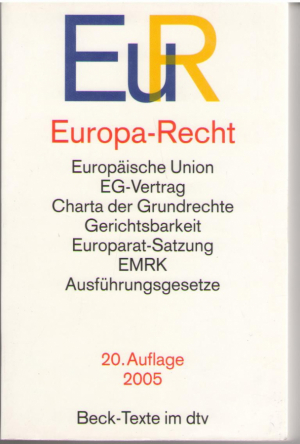 EuR
Europa-Recht
Europäische Union
EG-Vertrag
Charta der Grundrechte
Gerichtsbarkeit
Europarat-Satzung
EMRK
Ausführungsgesetze
20. Auflage
2005
Beck-Texte im dtv